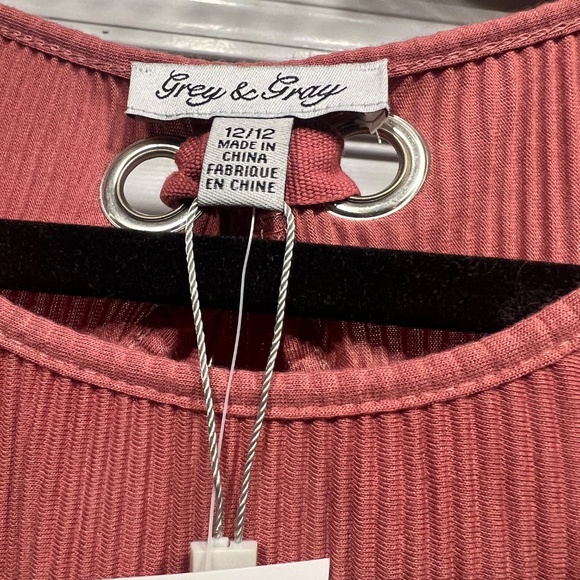 Grey & Gray
12/12
MADE IN
CHINA
FABRIQUE
EN CHINE